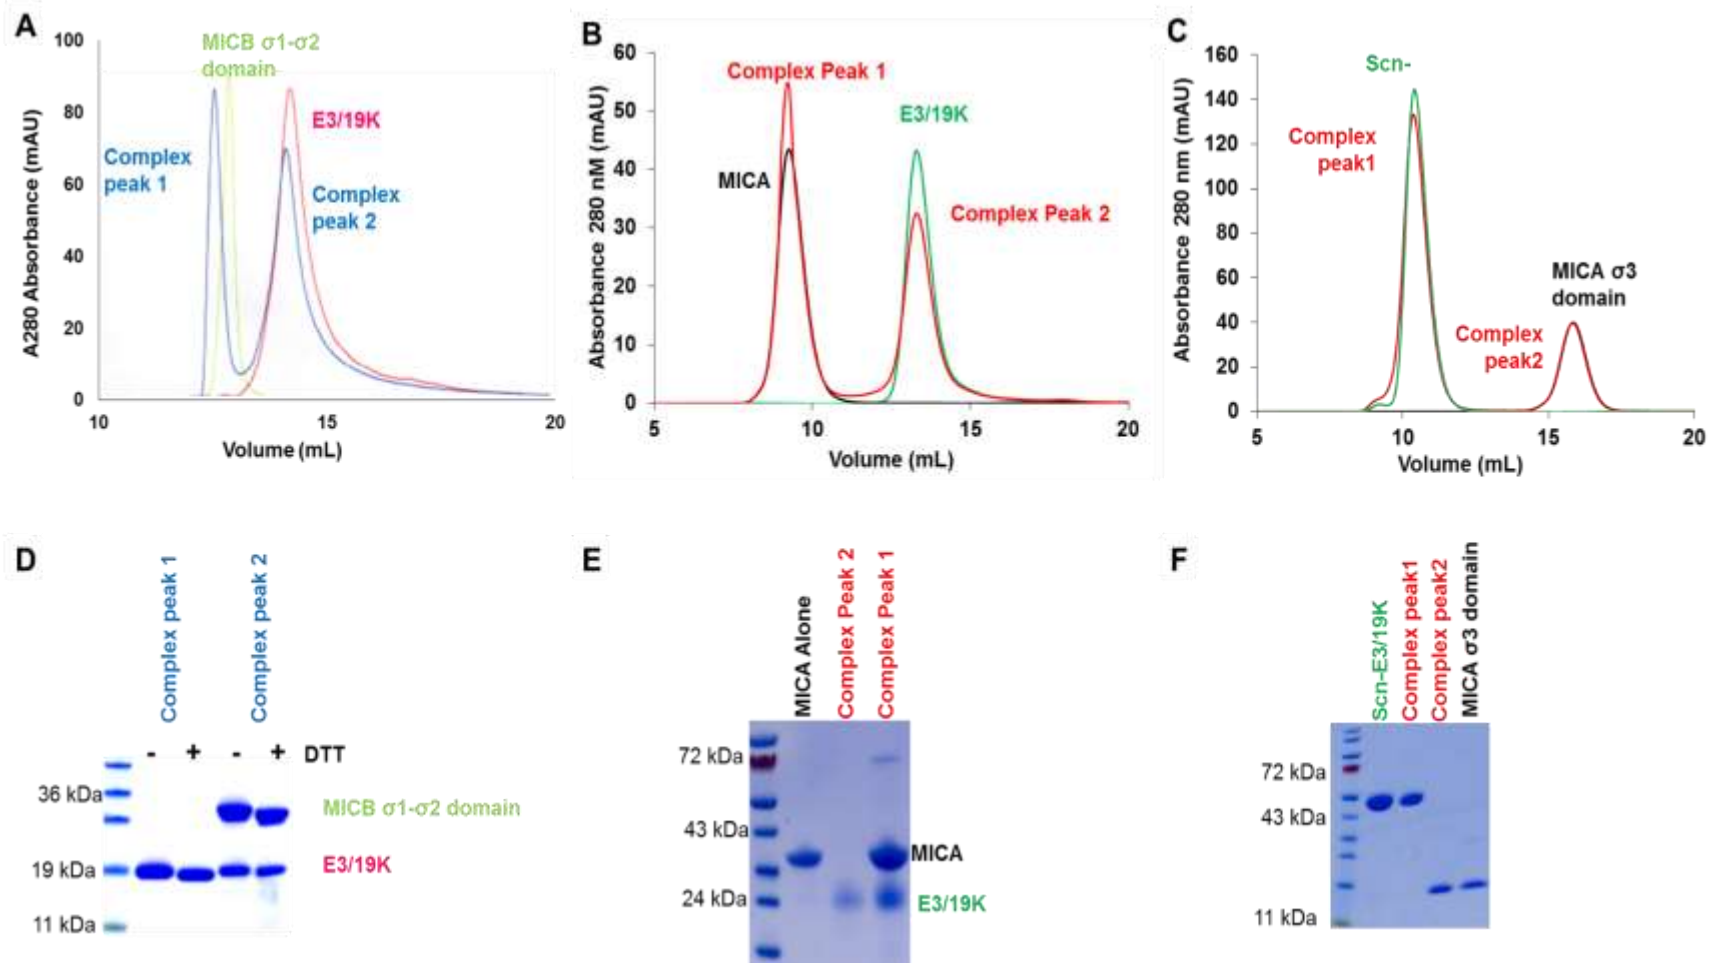 A
100
80
60
40
20
0
10
15
20
A280 Absorbance (mAU)
Volume (mL)
MICB σ1-σ2
domain
E3/19K
Complex
peak 1
Complex
peak 2
B
60
50
40
30
20
10
0
5
10
15
20
Absorbance 280 nM (mAU)
Volume (mL)
Complex Peak 1
E3/19K
MICA
Complex Peak 2
C
160
140
120
100
80
60
40
20
0
5
10
15
20
Absorbance 280 nm (mAU)
Volume (mL)
Scn-
Complex
peak1
MICA σ3
domain
Complex
peak2
D
Complex peak 1
Complex peak 2
- + - + DTT
36 kDa
19 kDa
11 kDa
MICB σ1-σ2 domain
E3/19K
E
MICA Alone
Complex Peak 2
Complex Peak 1
72 kDa
43 kDa
24 kDa
MICA
E3/19K
F
Scn-E3/19K
Complex peak1
Complex peak2
MICA σ3 domain
72 kDa
43 kDa
11 kDa